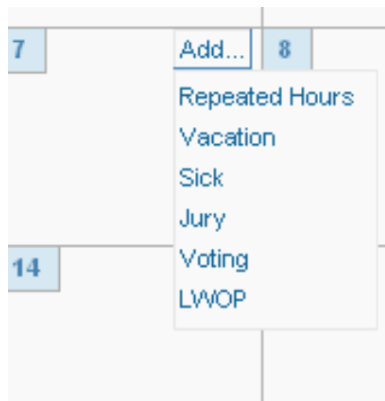 7 Add... 8
Repeated Hours
Vacation
Sick
Jury
Voting
14
LWOP